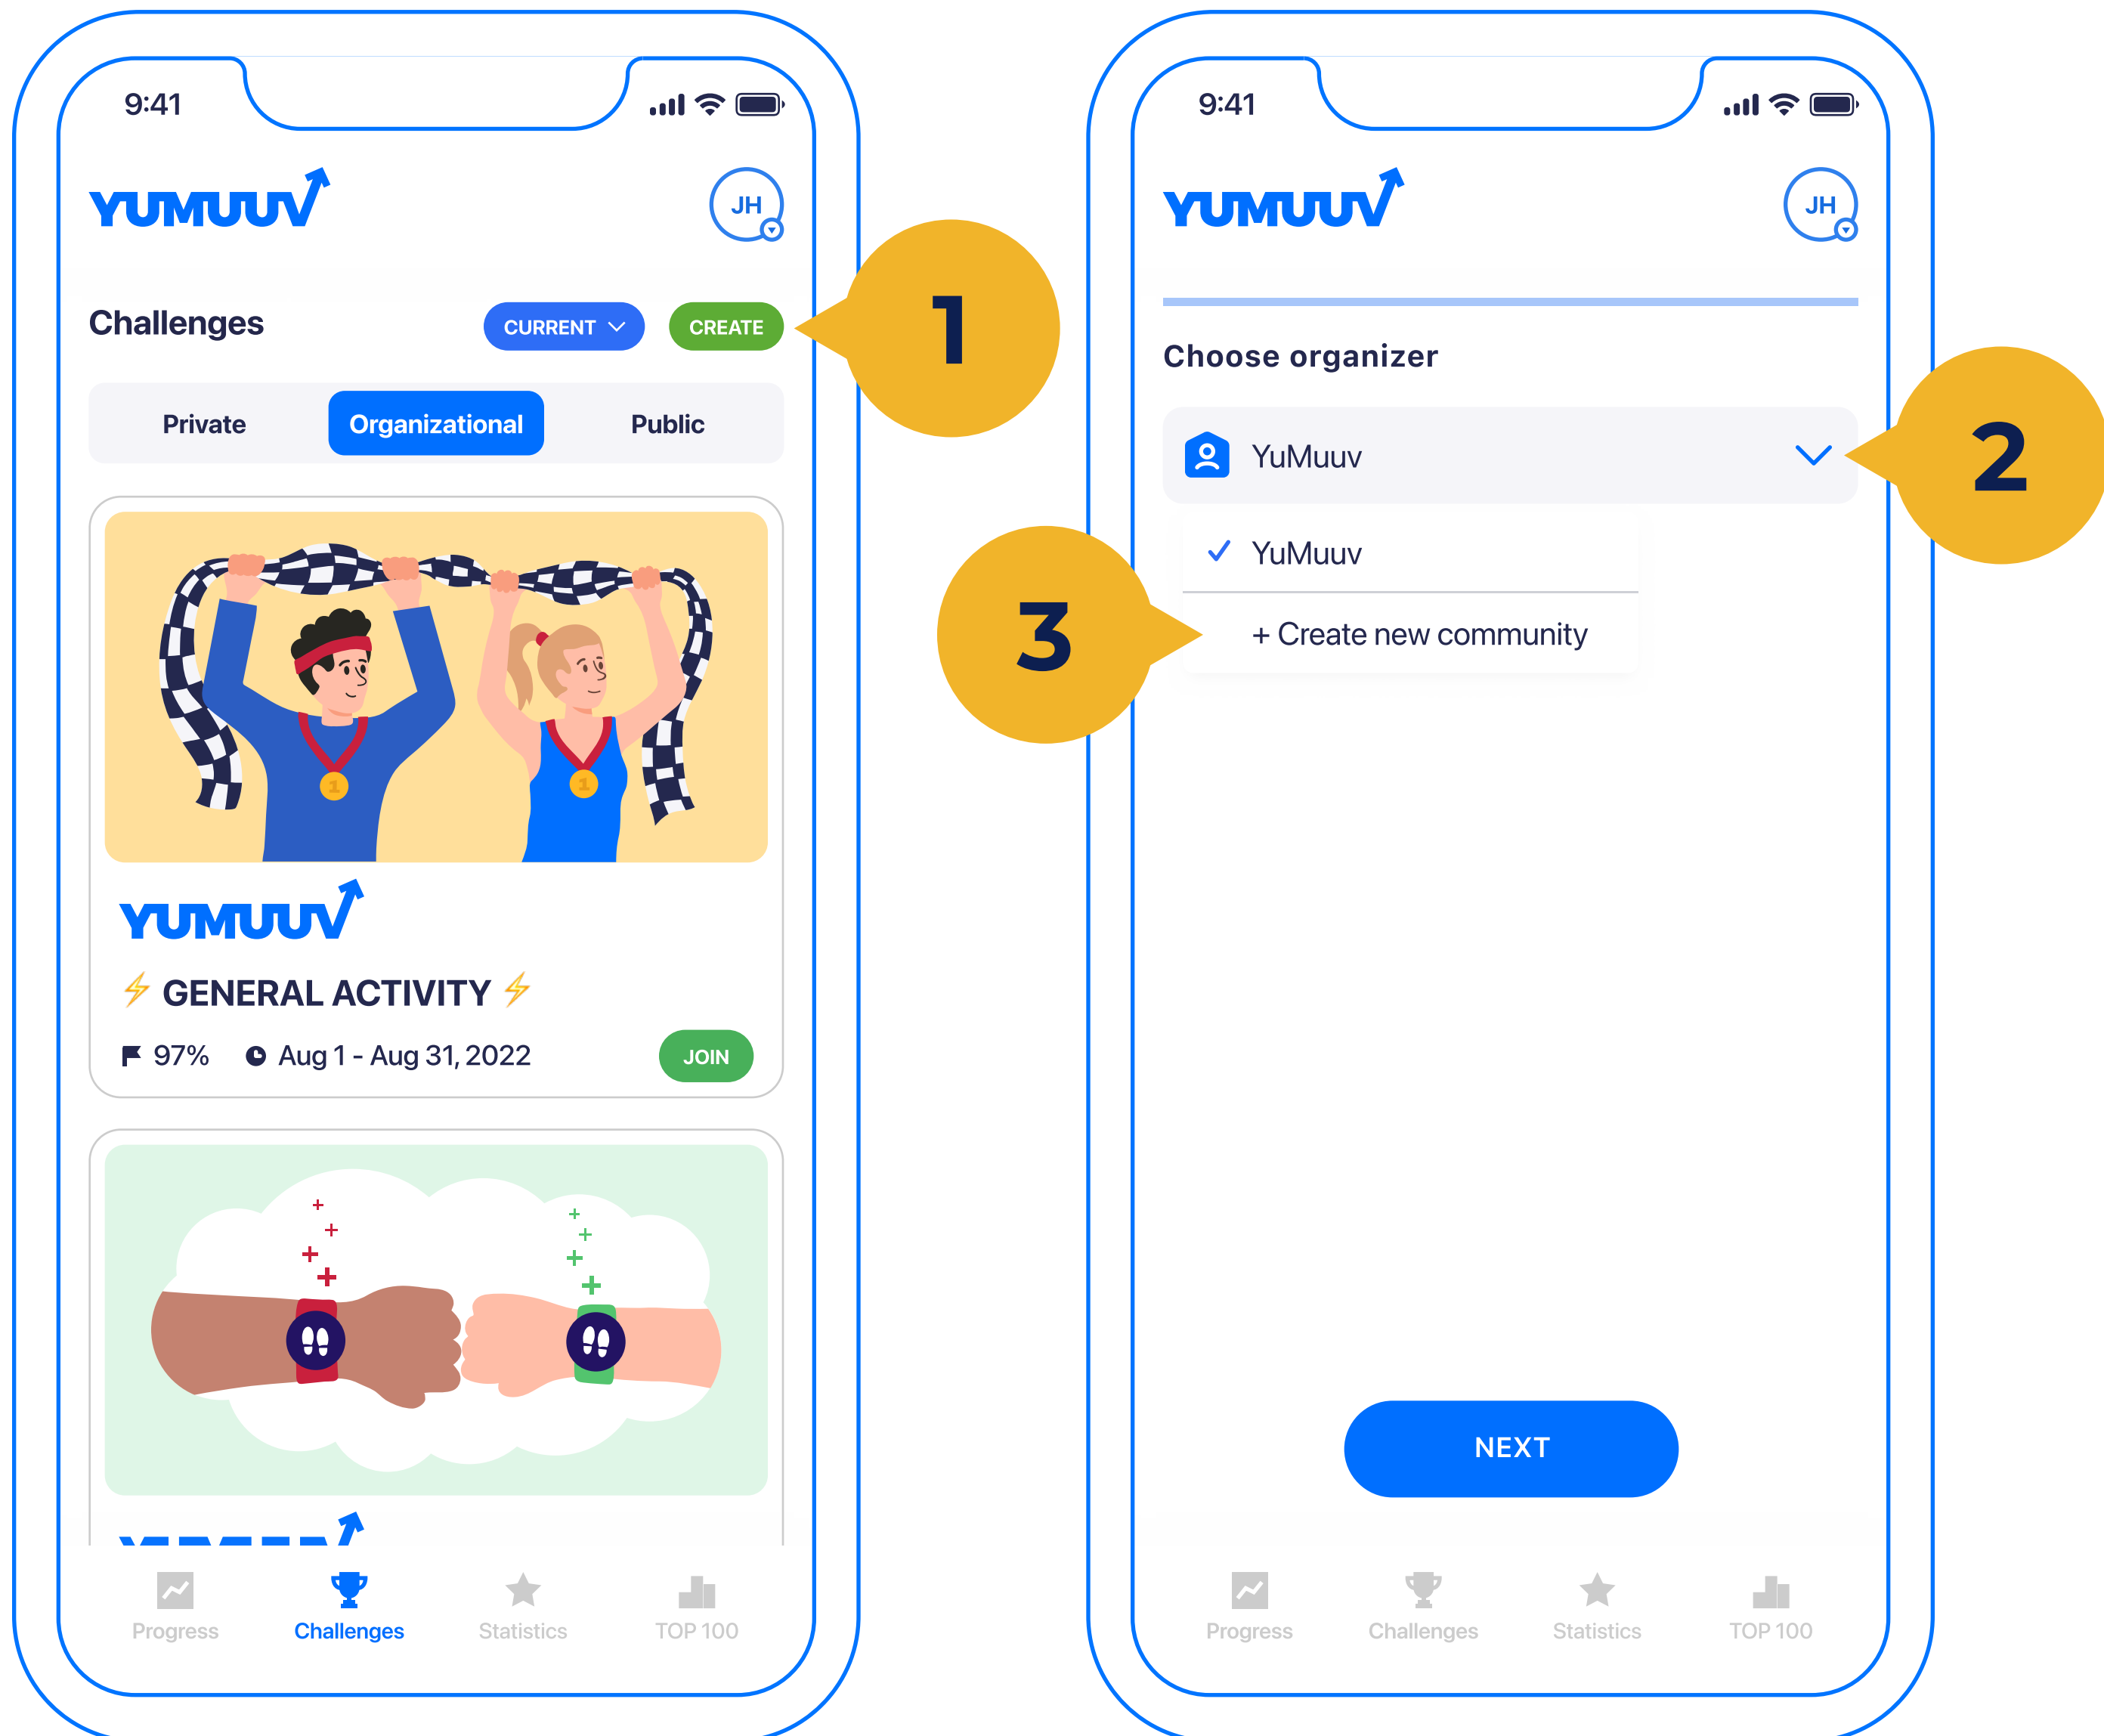 9:41
YUMUUV
JH
Challenges
CURRENT
CREATE
1
Private
Organizational
Public
1
1
YUMUUV
⚡ GENERAL ACTIVITY ⚡
97%
Aug 1 - Aug 31, 2022
JOIN
Progress
Challenges
Statistics
TOP 100
9:41
YUMUUV
JH
Choose organizer
YuMuuv
2
YuMuuv
3
+ Create new community
NEXT
Progress
Challenges
Statistics
TOP 100